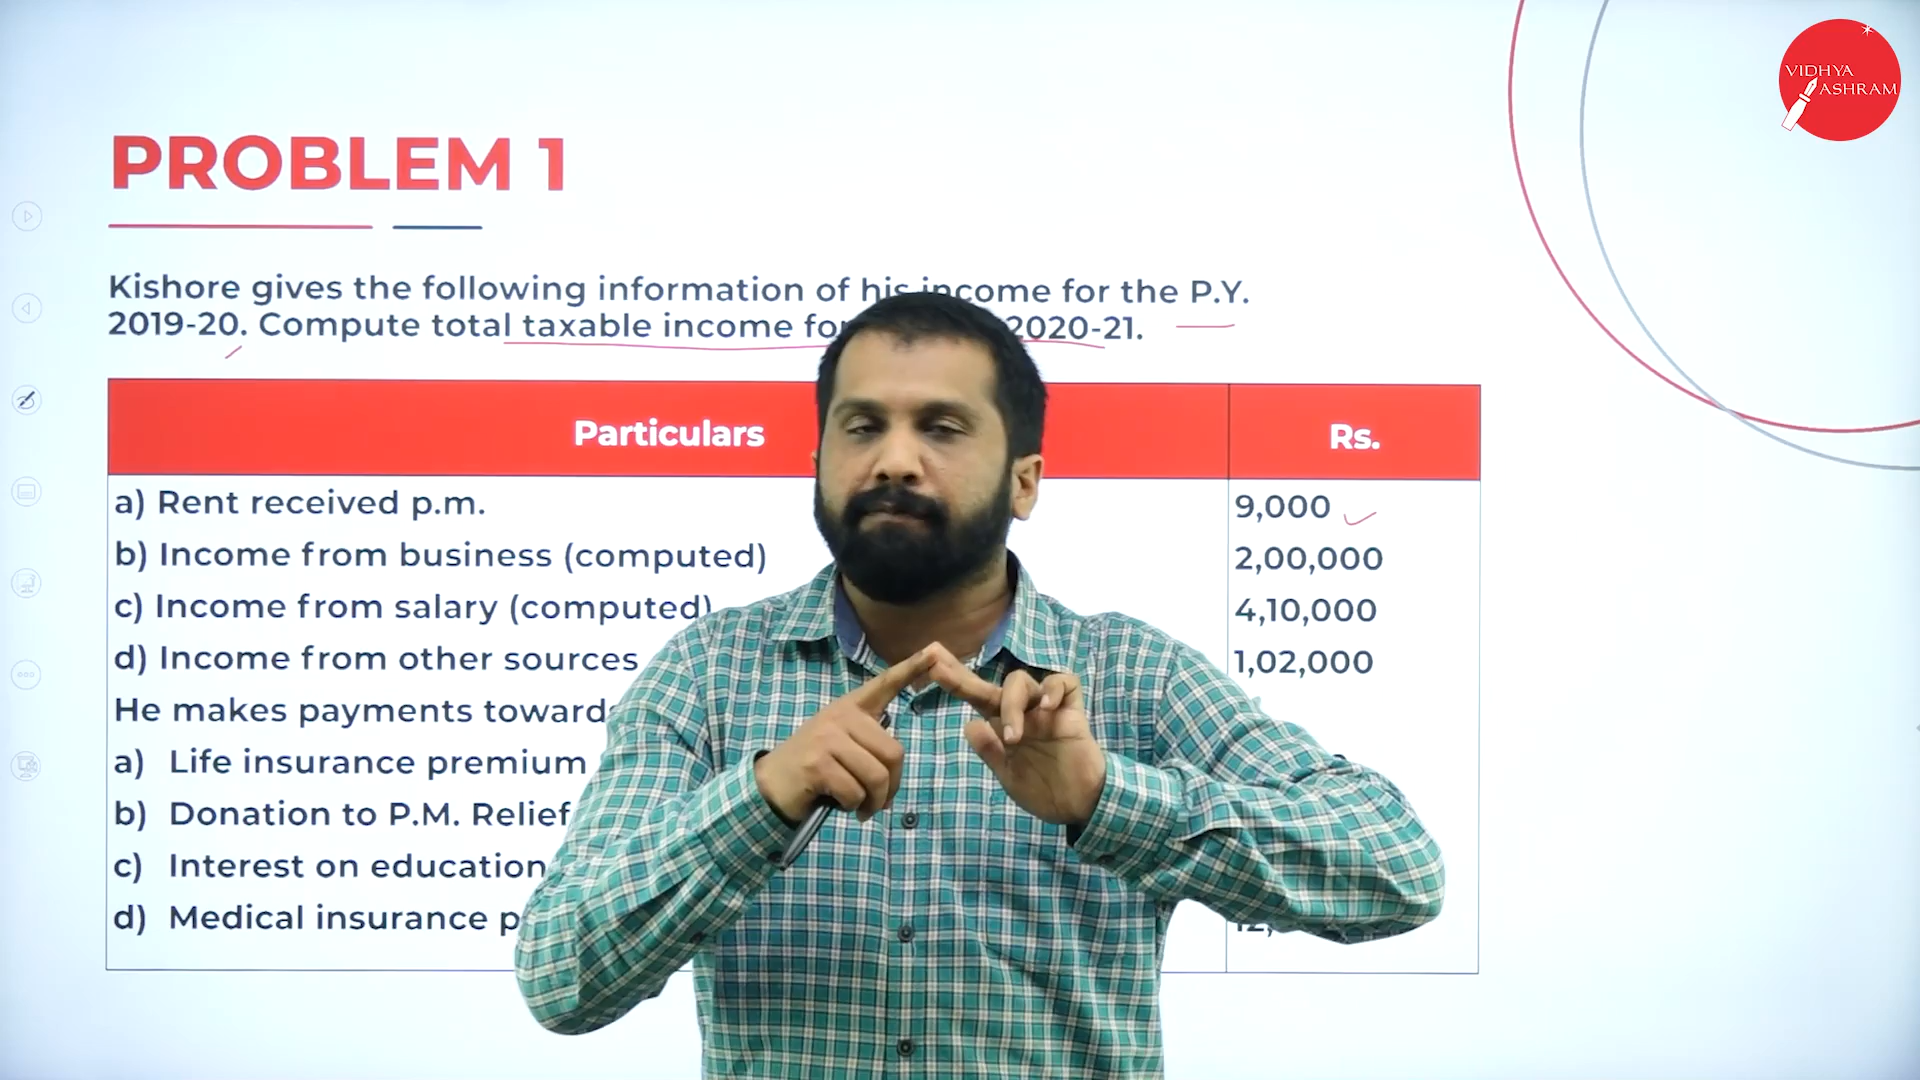 VIDHYA
ASHRAM
PROBLEM 1
Kishore gives the following information of his income for the P.Y.
2019-20. Compute total taxable income for 2020-21.
Particulars Rs.
a) Rent received p.m. 9,000
b) Income from business (computed) 2,00,000
c) Income from salary (computed) 4,10,000
d) Income from other sources 1,02,000
He makes payments towards
a) Life insurance premium
b) Donation to P.M. Relief
c) Interest on education
d) Medical insurance